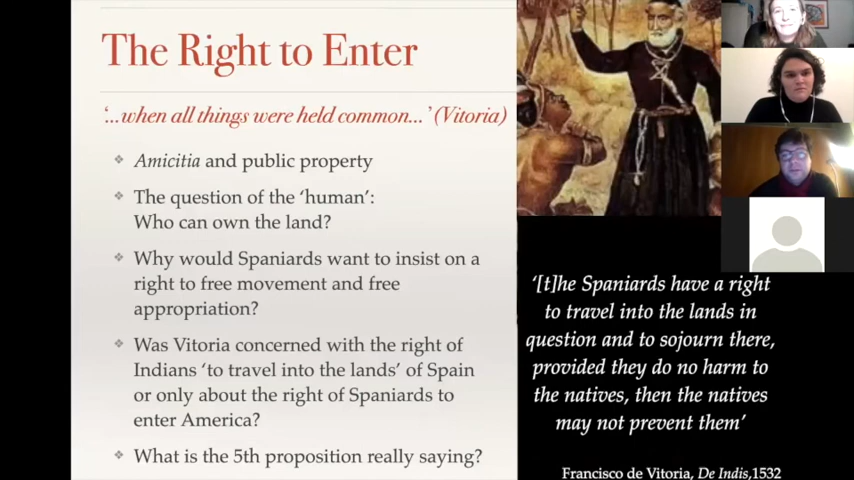 The Right to Enter
‘...when all things were held common...’ (Vitoria)
Amicitia and public property
The question of the ‘human’:
Who can own the land?
Why would Spaniards want to insist on a
right to free movement and free
appropriation?
Was Vitoria concerned with the right of
Indians ‘to travel into the lands’ of Spain
or only about the right of Spaniards to
enter America?
What is the 5th proposition really saying?
‘[t]he Spaniards have a right
to travel into the lands in
question and to sojourn there,
provided they do no harm to
the natives, then the natives
may not prevent them’
Francisco de Vitoria, De Indis,1532